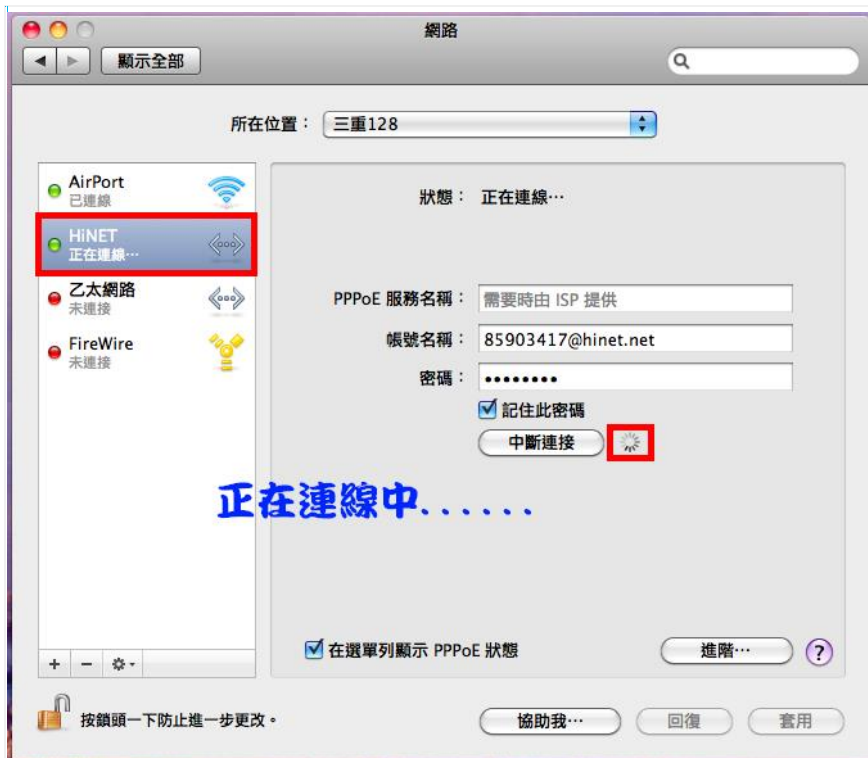 網路
顯示全部
所在位置： 三重128
AirPort
已連線
HiNET
正在連線…
乙太網路
未連接
FireWire
未連接
狀態： 正在連線…
PPPoE 服務名稱： 需要時由 ISP 提供
帳號名稱： 85903417@hinet.net
密碼： ••••••••
記住此密碼
中斷連接
正在連線中......
在選單列顯示 PPPoE 狀態
進階… ?
按鎖頭一下防止進一步更改。
協助我… 回復 套用